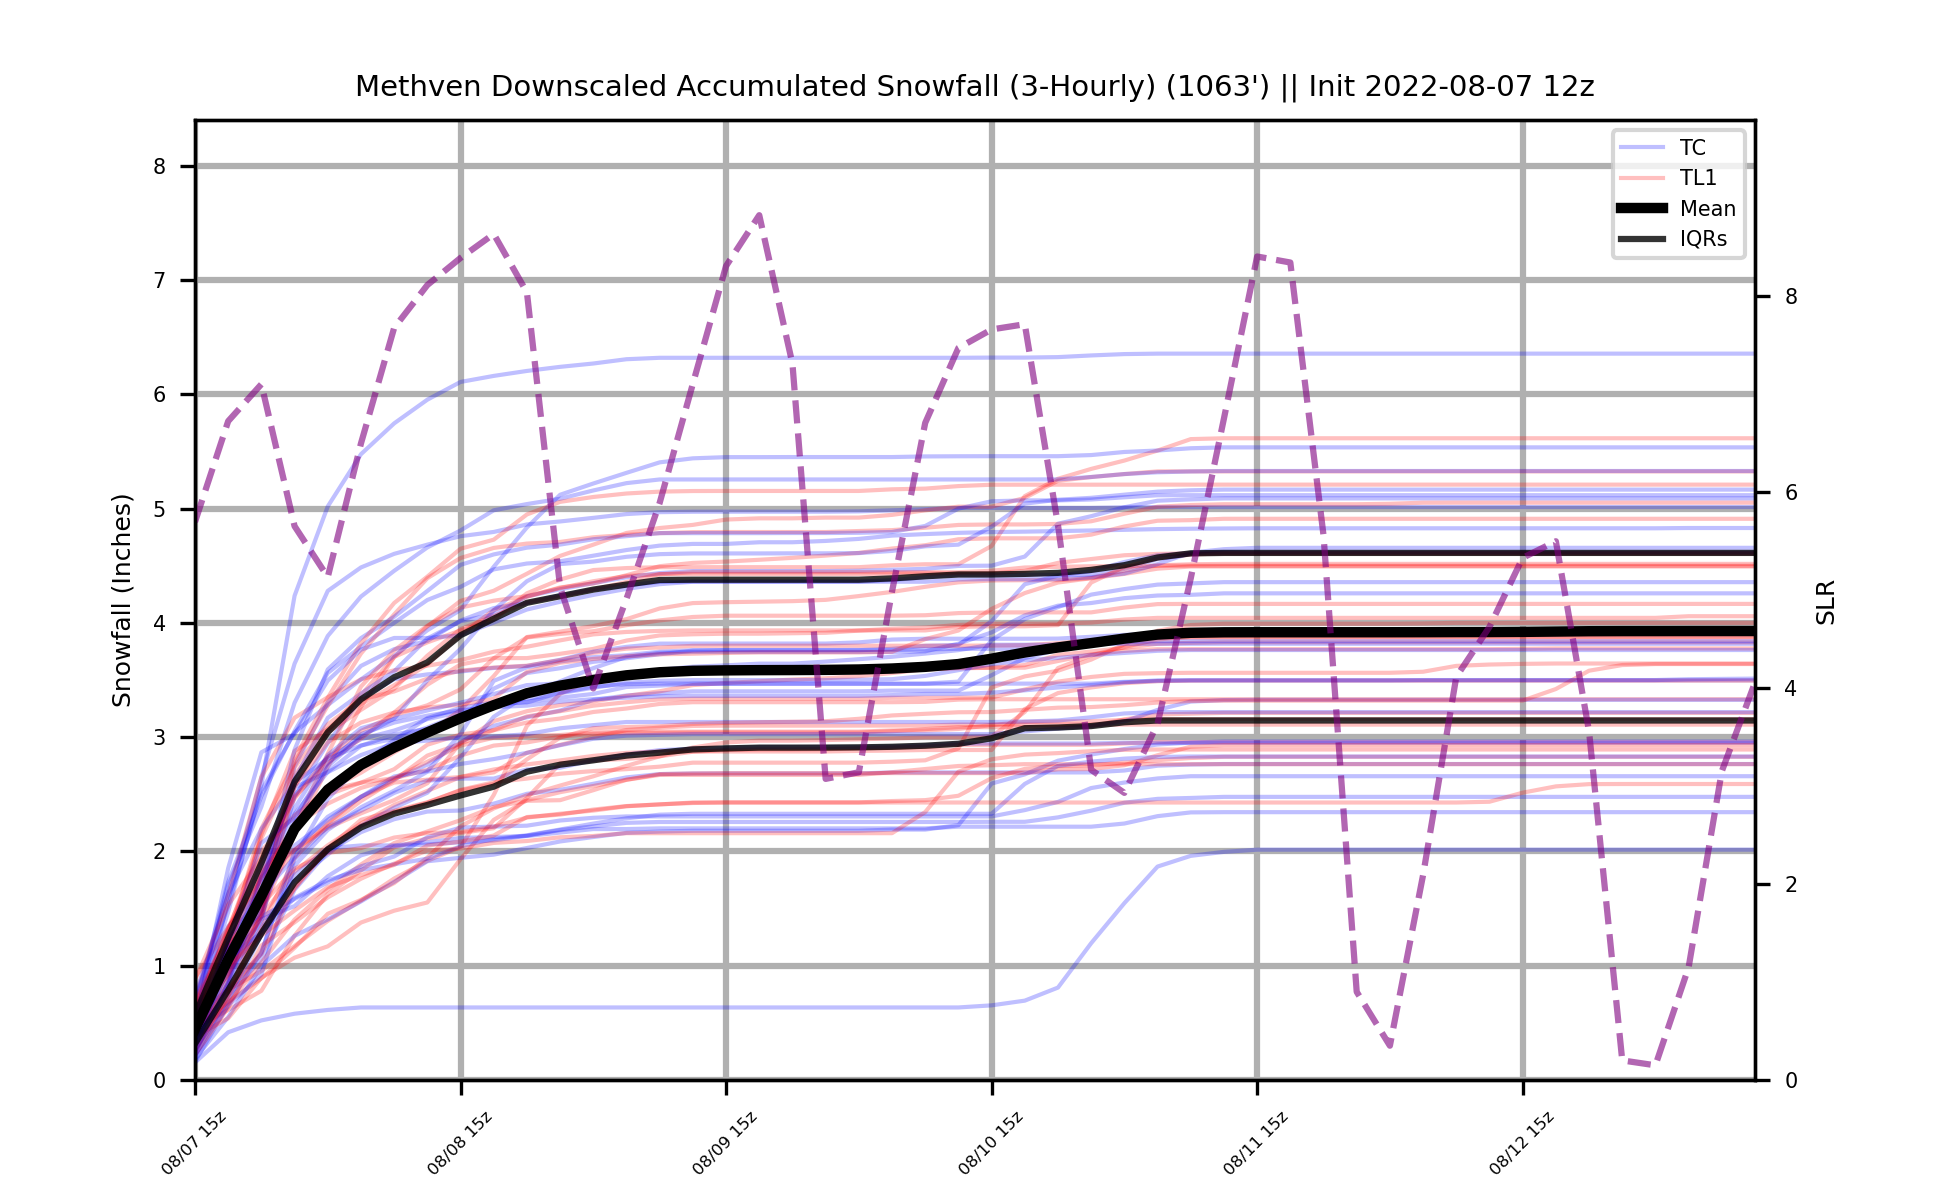 Methven Downscaled Accumulated Snowfall (3-Hourly) (1063') || Init 2022-08-07 12z
TC
TL1
Mean
IQRs
Snowfall (Inches)
8
7
6
5
4
3
2
1
0
SLR
8
6
4
2
0
08/07 15z
08/08 15z
08/09 15z
08/10 15z
08/11 15z
08/12 15z